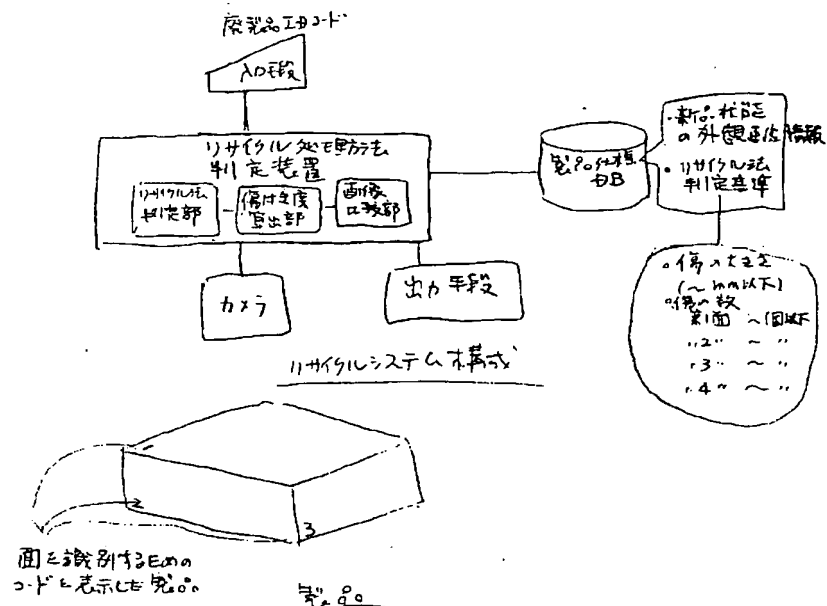 廃製品IDコード
入力手段
リサイクル処理方法
判定装置
リサイクル法
判定部
傷け程度
算出部
画像
比較部
カメラ
出力手段
製品仕様
DB
・新品状態
の外観画像情報
・リサイクル法
判定基準
・傷の大きさ
(〜mm以下)
・傷の数
第1面 〜個以下
〃2〃 〜 〃
〃3〃 〜 〃
〃4〃 〜 〃
リサイクルシステム構成
3
面を識別するための
コードを表示した製品
製品